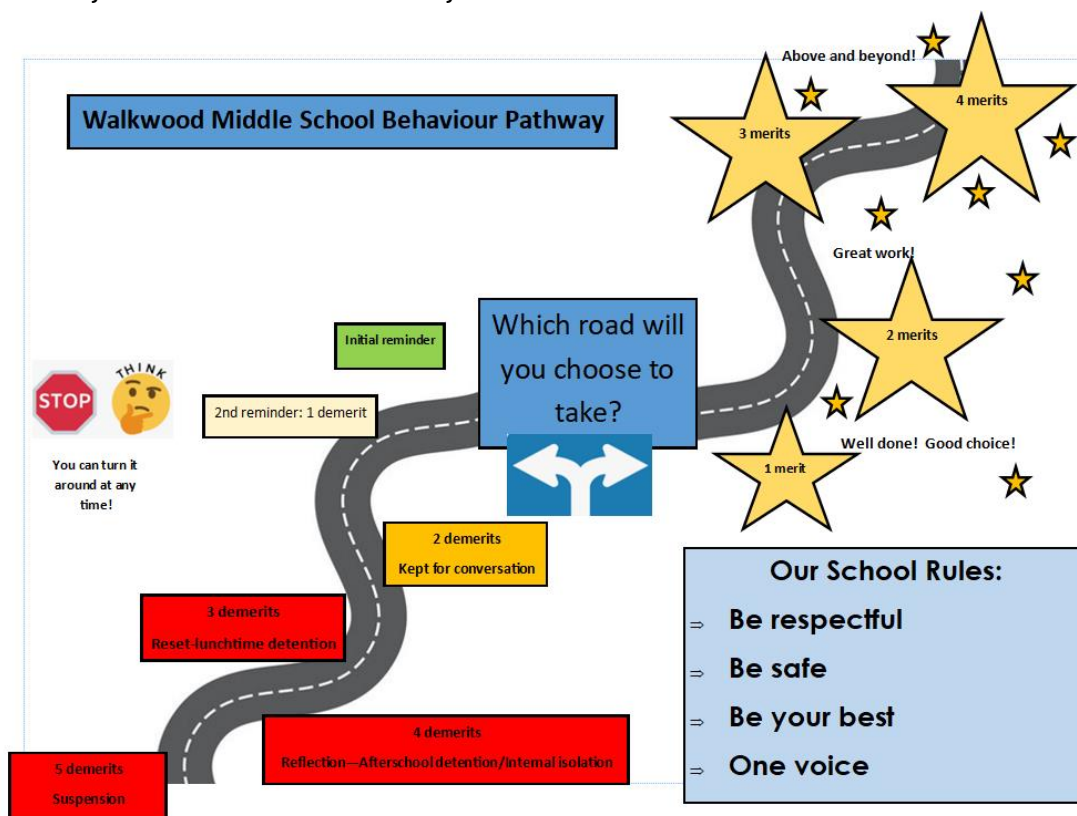 Walkwood Middle School Behaviour Pathway
Above and beyond!
4 merits
3 merits
Great work!
2 merits
Well done!  Good choice!
1 merit
Which road will
you choose to
take?
Initial reminder
2nd reminder: 1 demerit
STOP
THINK
You can turn it
around at any
time!
2 demerits
Kept for conversation
3 demerits
Reset-lunchtime detention
4 demerits
Reflection—Afterschool detention/Internal isolation
5 demerits
Suspension
Our School Rules:
⇒ Be respectful
⇒ Be safe
⇒ Be your best
⇒ One voice